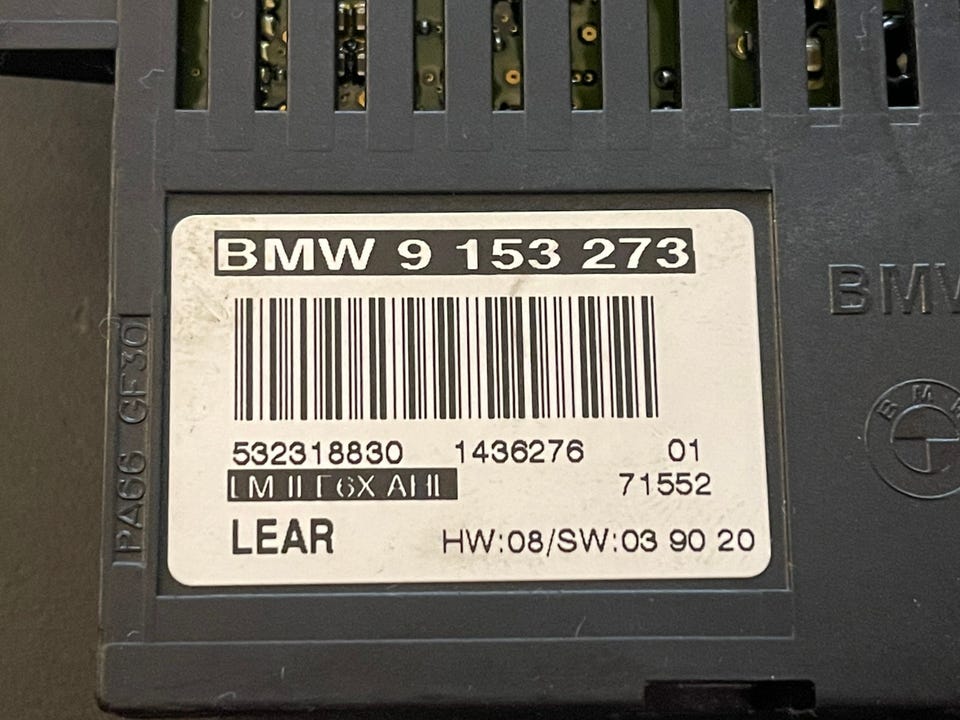 BMW 9 153 273
532318830 1436276 01
LM II E6X AHL 71552
LEAR HW:08/SW:03 90 20
PA66 GF30
BMW
BMW